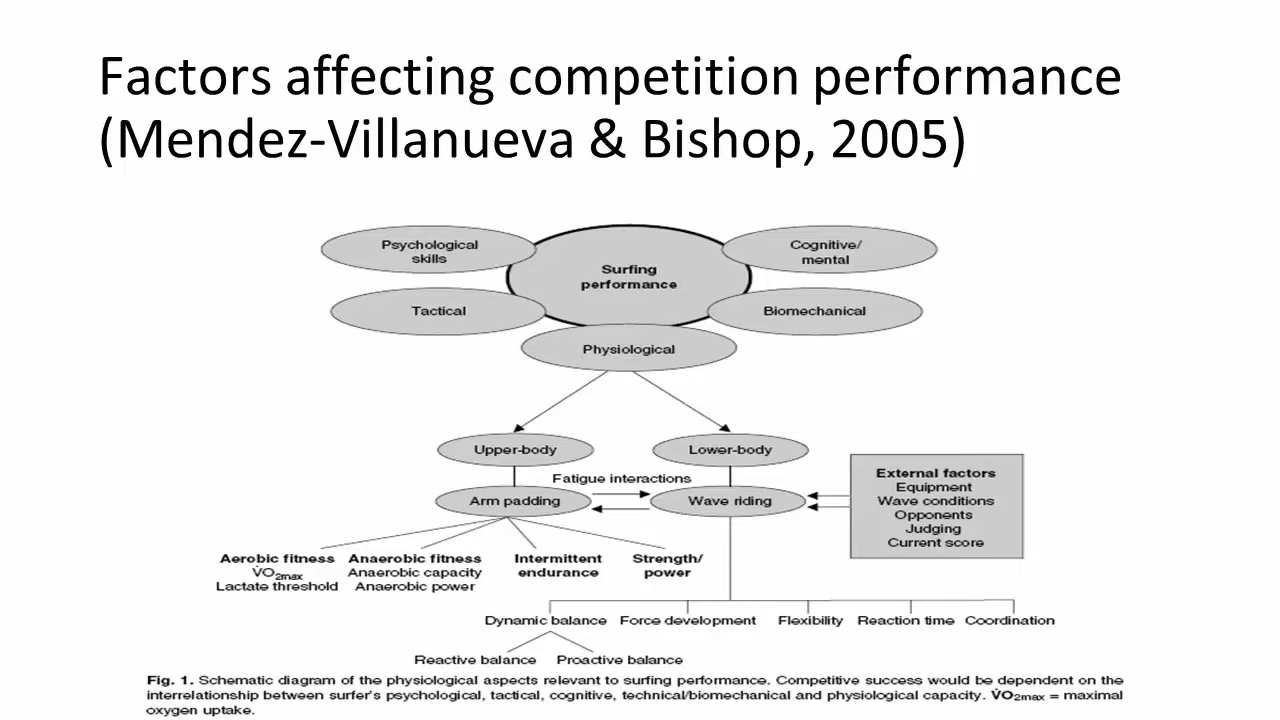 Factors affecting competition performance
(Mendez-Villanueva & Bishop, 2005)
Psychological
skills
Cognitive/
mental
Surfing
performance
Tactical
Biomechanical
Physiological
Upper-body
Lower-body
Fatigue interactions
Arm padding
Wave riding
External factors
Equipment
Wave conditions
Opponents
Judging
Current score
Aerobic fitness
V̇O2max
Lactate threshold
Anaerobic fitness
Anaerobic capacity
Anaerobic power
Intermittent
endurance
Strength/
power
Dynamic balance
Force development
Flexibility
Reaction time
Coordination
Reactive balance
Proactive balance
Fig. 1. Schematic diagram of the physiological aspects relevant to surfing performance. Competitive success would be dependent on the
interrelationship between surfer's psychological, tactical, cognitive, technical/biomechanical and physiological capacity. V̇O2max = maximal
oxygen uptake.